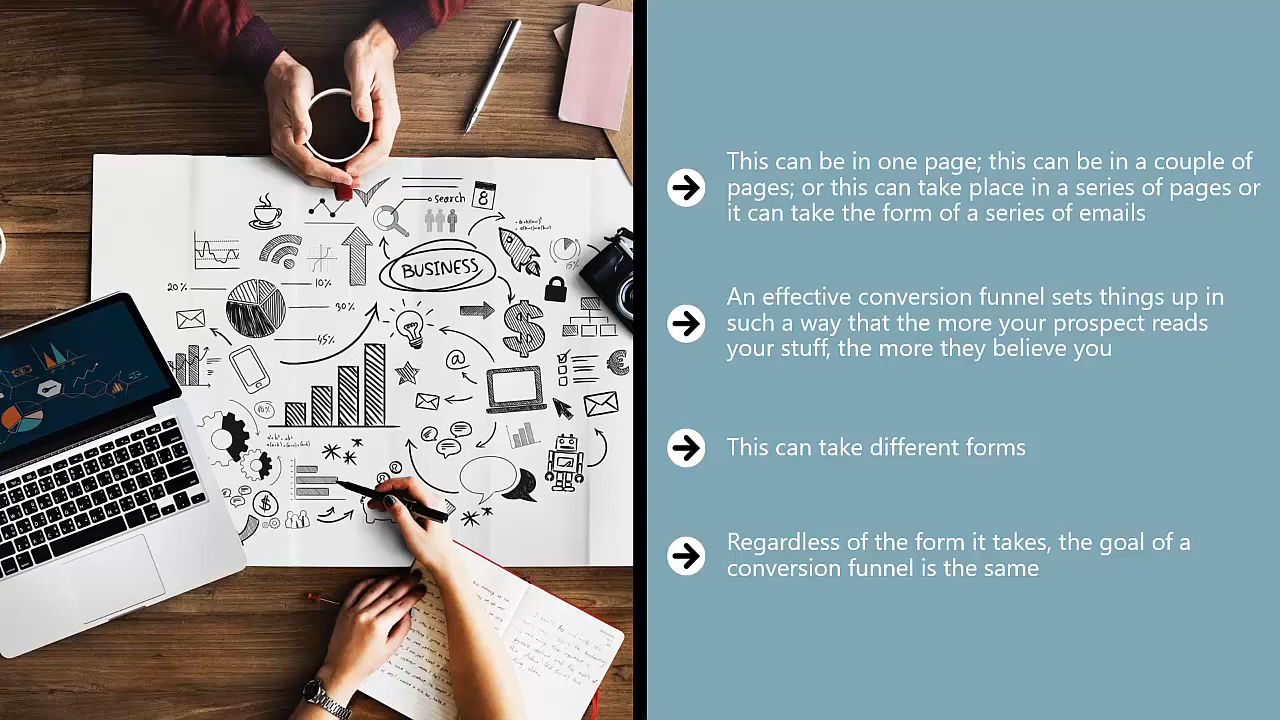 search
8
BUSINESS
15%
20%
10%
30%
45%
@
This can be in one page; this can be in a couple of
pages; or this can take place in a series of pages or
it can take the form of a series of emails
An effective conversion funnel sets things up in
such a way that the more your prospect reads
your stuff, the more they believe you
This can take different forms
Regardless of the form it takes, the goal of a
conversion funnel is the same